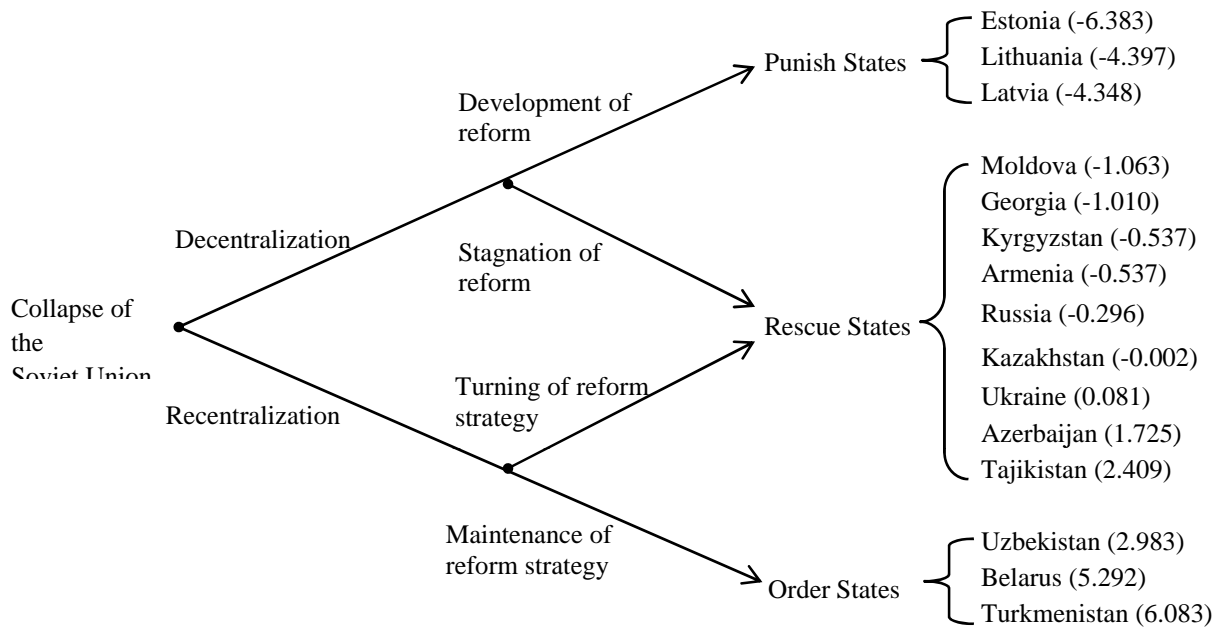 Collapse of
the
Soviet Union
Decentralization
Recentralization
Development of
reform
Stagnation of
reform
Turning of reform
strategy
Maintenance of
reform strategy
Punish States
Estonia (-6.383)
Lithuania (-4.397)
Latvia (-4.348)
Rescue States
Moldova (-1.063)
Georgia (-1.010)
Kyrgyzstan (-0.537)
Armenia (-0.537)
Russia (-0.296)
Kazakhstan (-0.002)
Ukraine (0.081)
Azerbaijan (1.725)
Tajikistan (2.409)
Order States
Uzbekistan (2.983)
Belarus (5.292)
Turkmenistan (6.083)